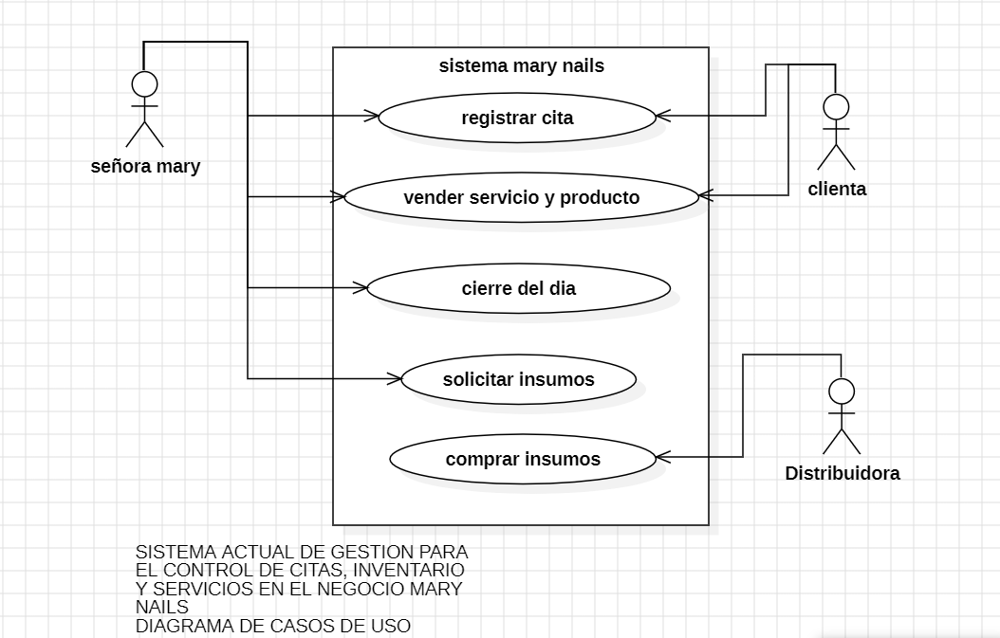 sistema mary nails
registrar cita
señora mary
clienta
vender servicio y producto
cierre del dia
solicitar insumos
comprar insumos
Distribuidora
SISTEMA ACTUAL DE GESTION PARA
EL CONTROL DE CITAS, INVENTARIO
Y SERVICIOS EN EL NEGOCIO MARY
NAILS
DIAGRAMA DE CASOS DE USO